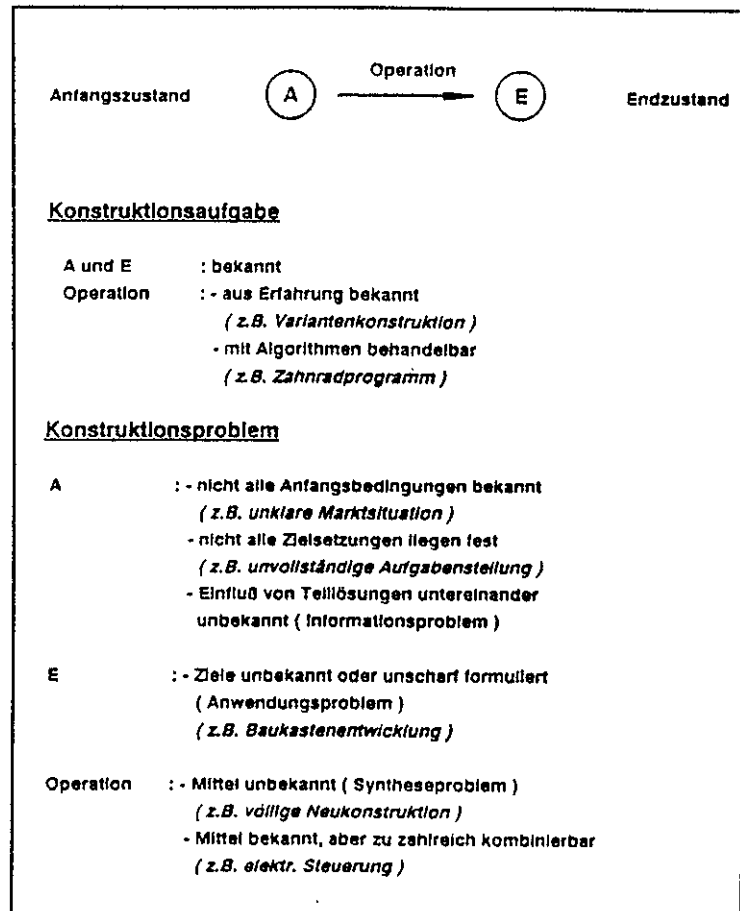 Operation
Anfangszustand A E Endzustand
Konstruktionsaufgabe
A und E : bekannt
Operation : - aus Erfahrung bekannt
( z.B. Variantenkonstruktion )
- mit Algorithmen behandelbar
( z.B. Zahnradprogramm )
Konstruktionsproblem
A : - nicht alle Anfangsbedingungen bekannt
( z.B. unklare Marktsituation )
- nicht alle Zielsetzungen liegen fest
( z.B. unvollständige Aufgabenstellung )
- Einfluß von Teillösungen untereinander
unbekannt ( Informationsproblem )
E : - Ziele unbekannt oder unscharf formuliert
( Anwendungsproblem )
( z.B. Baukastenentwicklung )
Operation : - Mittel unbekannt ( Syntheseproblem )
( z.B. völlige Neukonstruktion )
- Mittel bekannt, aber zu zahlreich kombinierbar
( z.B. elektr. Steuerung )